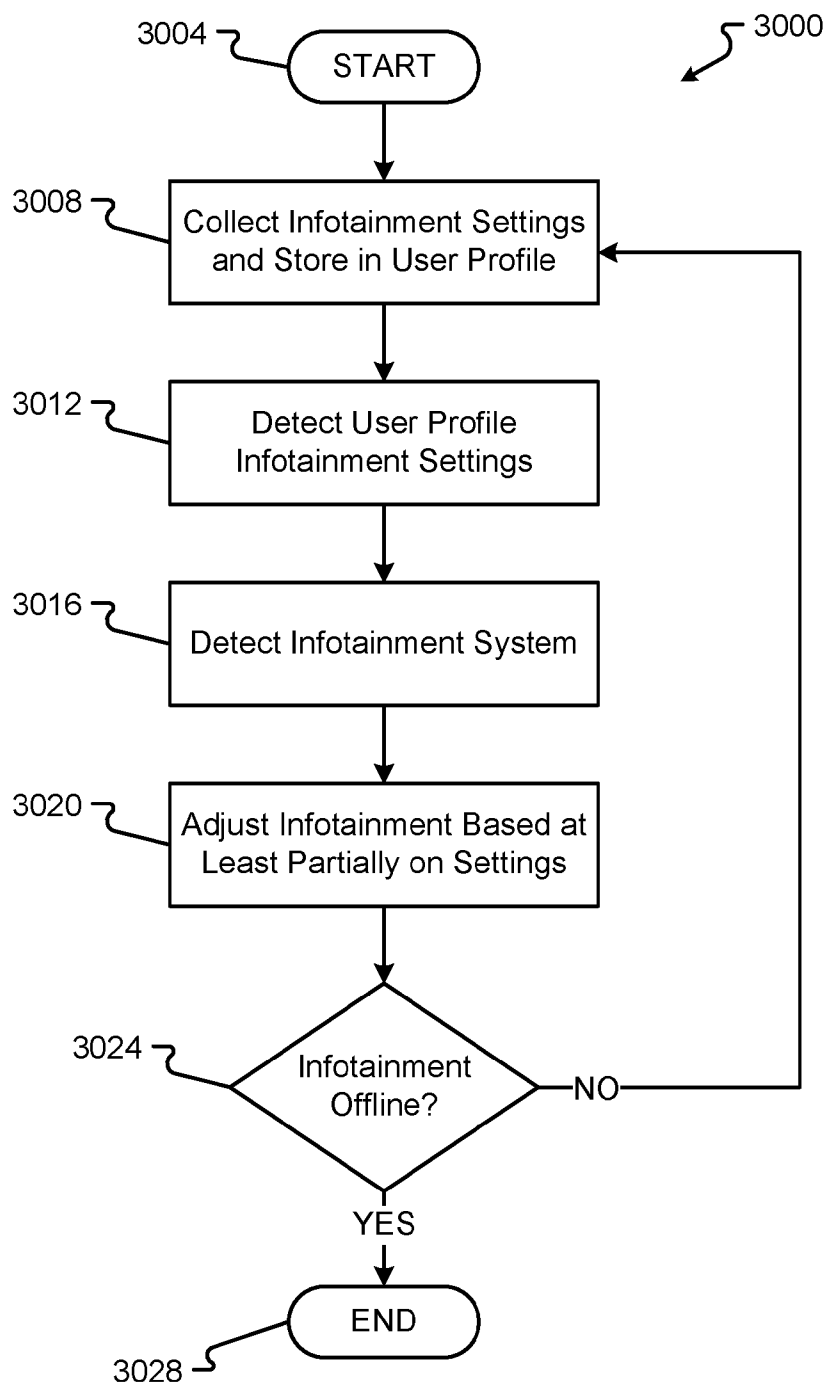 3004
START
3000
3008
Collect Infotainment Settings
and Store in User Profile
3012
Detect User Profile
Infotainment Settings
3016
Detect Infotainment System
3020
Adjust Infotainment Based at
Least Partially on Settings
3024
Infotainment
Offline?
NO
YES
END
3028